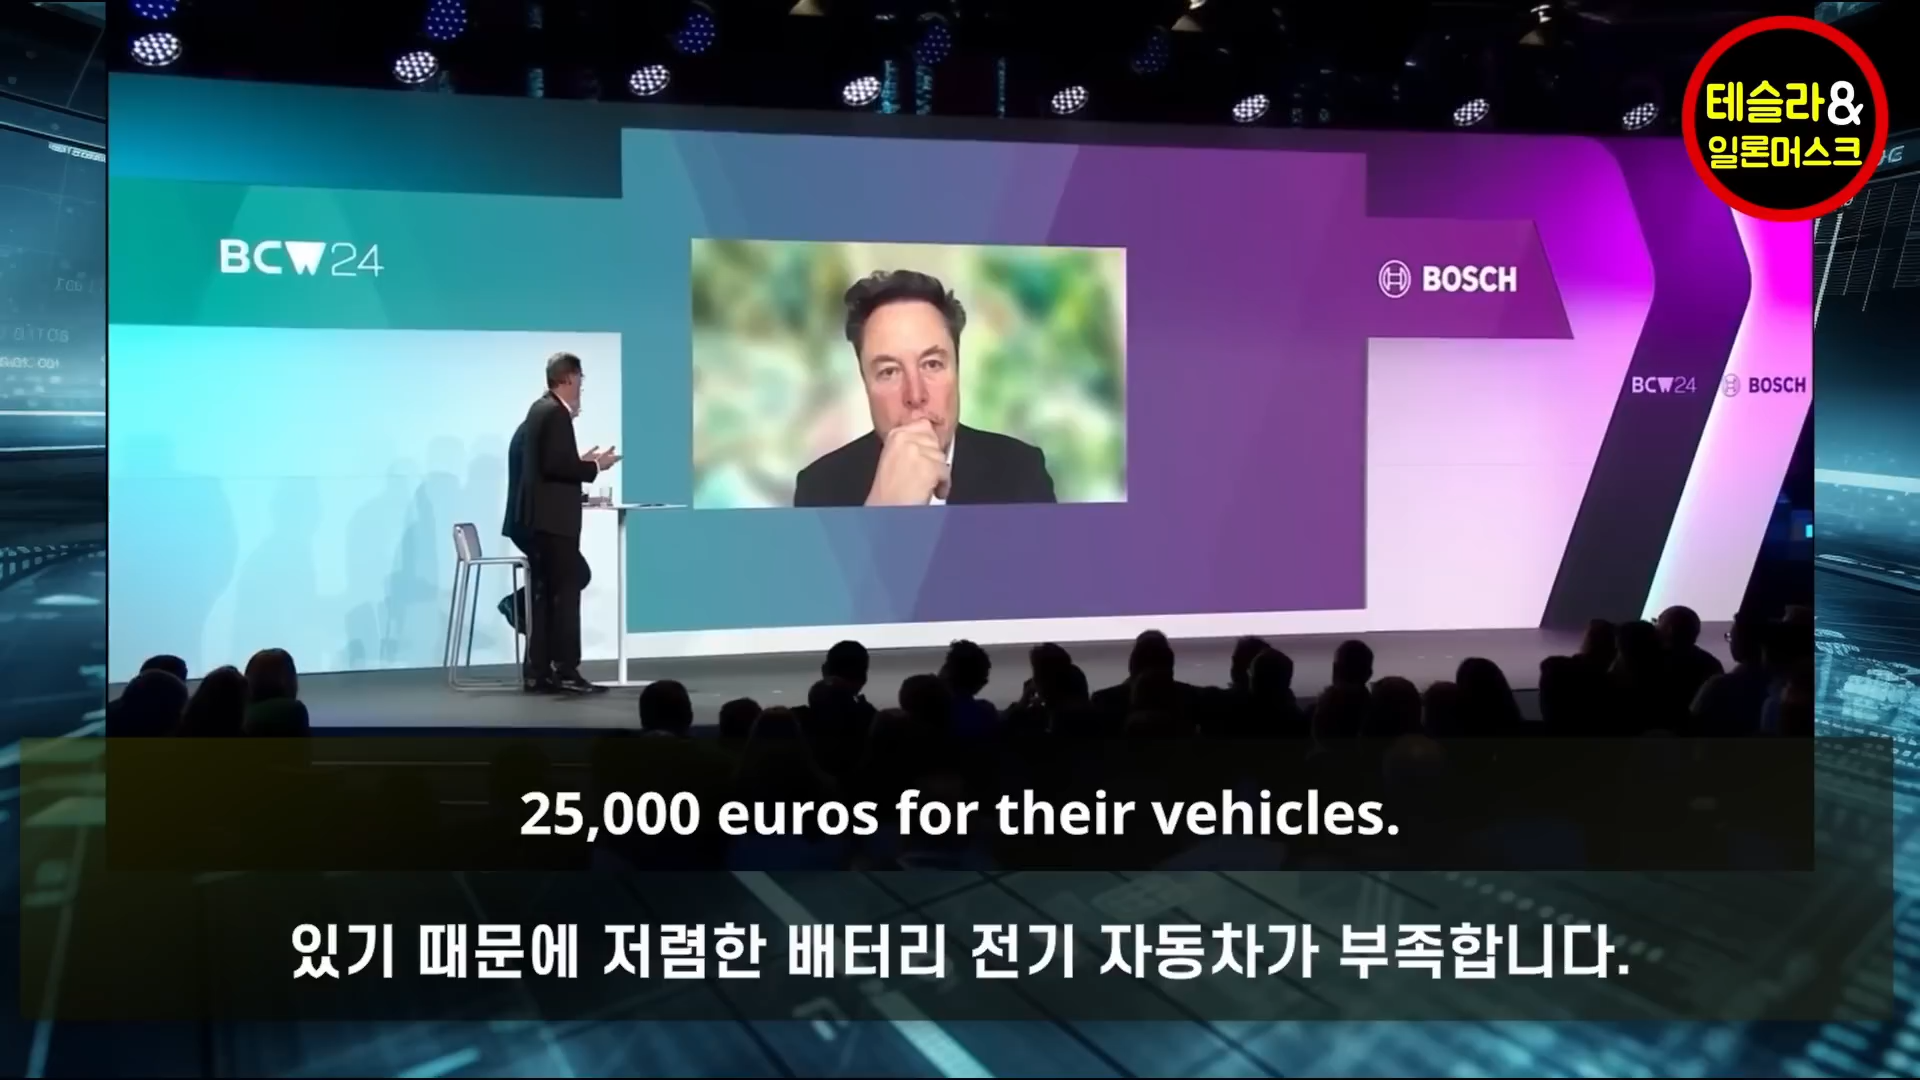 테슬라&
일론머스크
BCW24
BOSCH
BCW24 BOSCH
25,000 euros for their vehicles.
있기 때문에 저렴한 배터리 전기 자동차가 부족합니다.